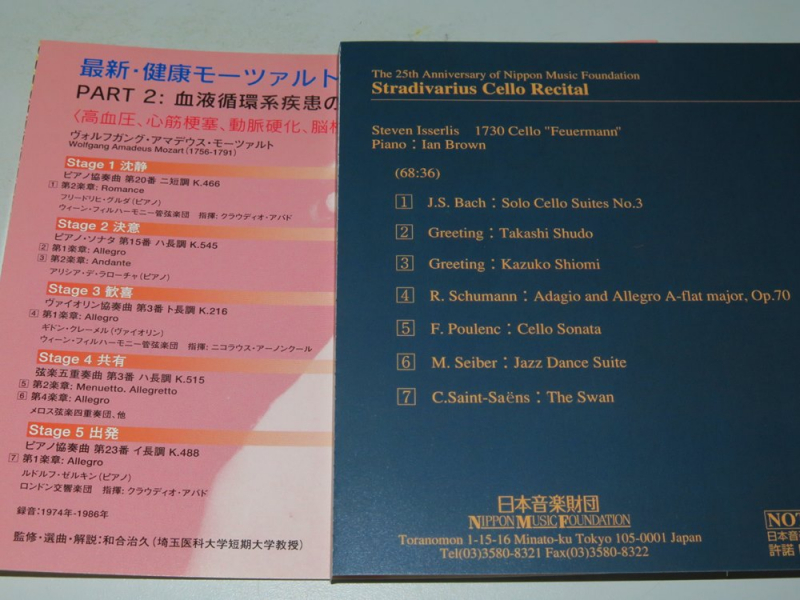 最新・健康モーツァルト
PART 2: 血液循環系疾患の
〈高血圧、心筋梗塞、動脈硬化、脳梗
ヴォルフガング・アマデウス・モーツァルト
Wolfgang Amadeus Mozart (1756-1791)
Stage 1 沈静
ピアノ協奏曲 第20番 ニ短調 K.466
1 第2楽章: Romance
フリードリヒ・グルダ (ピアノ)
ウィーン・フィルハーモニー管弦楽団 指揮: クラウディオ・アバド
Stage 2 決意
ピアノ・ソナタ 第15番 ハ長調 K.545
2 第1楽章: Allegro
3 第2楽章: Andante
アリシア・デ・ラローチャ (ピアノ)
Stage 3 歓喜
ヴァイオリン協奏曲 第3番 ト長調 K.216
4 第1楽章: Allegro
ギドン・クレーメル (ヴァイオリン)
ウィーン・フィルハーモニー管弦楽団 指揮: ニコラウス・アーノンクール
Stage 4 共有
弦楽五重奏曲 第3番 ハ長調 K.515
5 第2楽章: Menuetto. Allegretto
6 第4楽章: Allegro
メロス弦楽四重奏団、他
Stage 5 出発
ピアノ協奏曲 第23番 イ長調 K.488
7 第1楽章: Allegro
ルドルフ・ゼルキン (ピアノ)
ロンドン交響楽団 指揮: クラウディオ・アバド
録音: 1974年-1986年
監修・選曲・解説: 和合治久 (埼玉医科大学短期大学教授)
The 25th Anniversary of Nippon Music Foundation
Stradivarius Cello Recital
Steven Isserlis 1730 Cello "Feuermann"
Piano : Ian Brown
(68:36)
1 J.S. Bach : Solo Cello Suites No.3
2 Greeting : Takashi Shudo
3 Greeting : Kazuko Shiomi
4 R. Schumann : Adagio and Allegro A-flat major, Op.70
5 F. Poulenc : Cello Sonata
6 M. Seiber : Jazz Dance Suite
7 C.Saint-Saëns : The Swan
日本音楽財団
NIPPON MUSIC FOUNDATION
Toranomon 1-15-16 Minato-ku Tokyo 105-0001 Japan
Tel(03)3580-8321 Fax(03)3580-8322
NOT
日本音
許諾